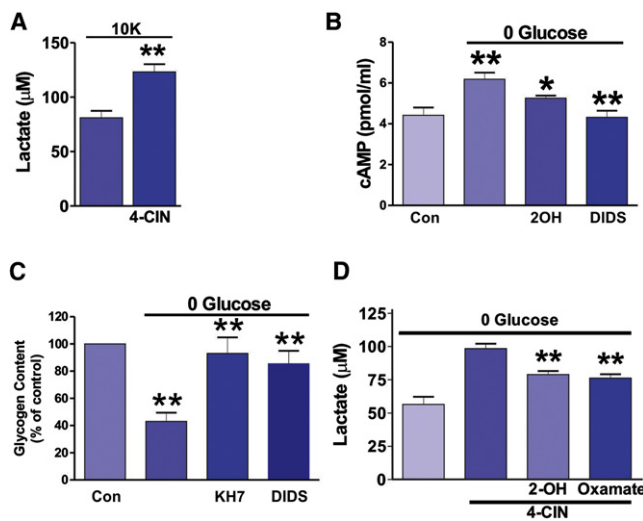 A
10K
**
150
100
50
0
Lactate (μM)
4-CIN
B
0 Glucose
**
*
**
8
6
4
2
0
cAMP (pmol/ml)
Con
2OH
DIDS
C
0 Glucose
**
**
**
120
100
80
60
40
20
0
Glycogen Content
(% of control)
Con
KH7
DIDS
D
0 Glucose
**
**
125
100
75
50
25
0
Lactate (μM)
2-OH
Oxamate
4-CIN